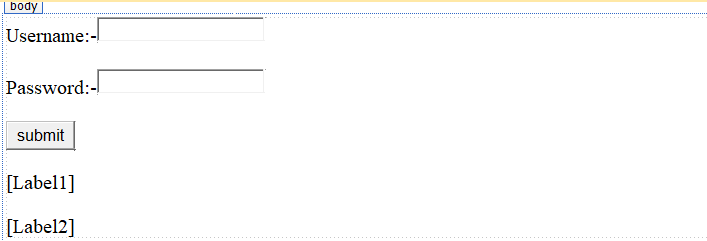 body
Username:-
Password:-
submit
[Label1]
[Label2]